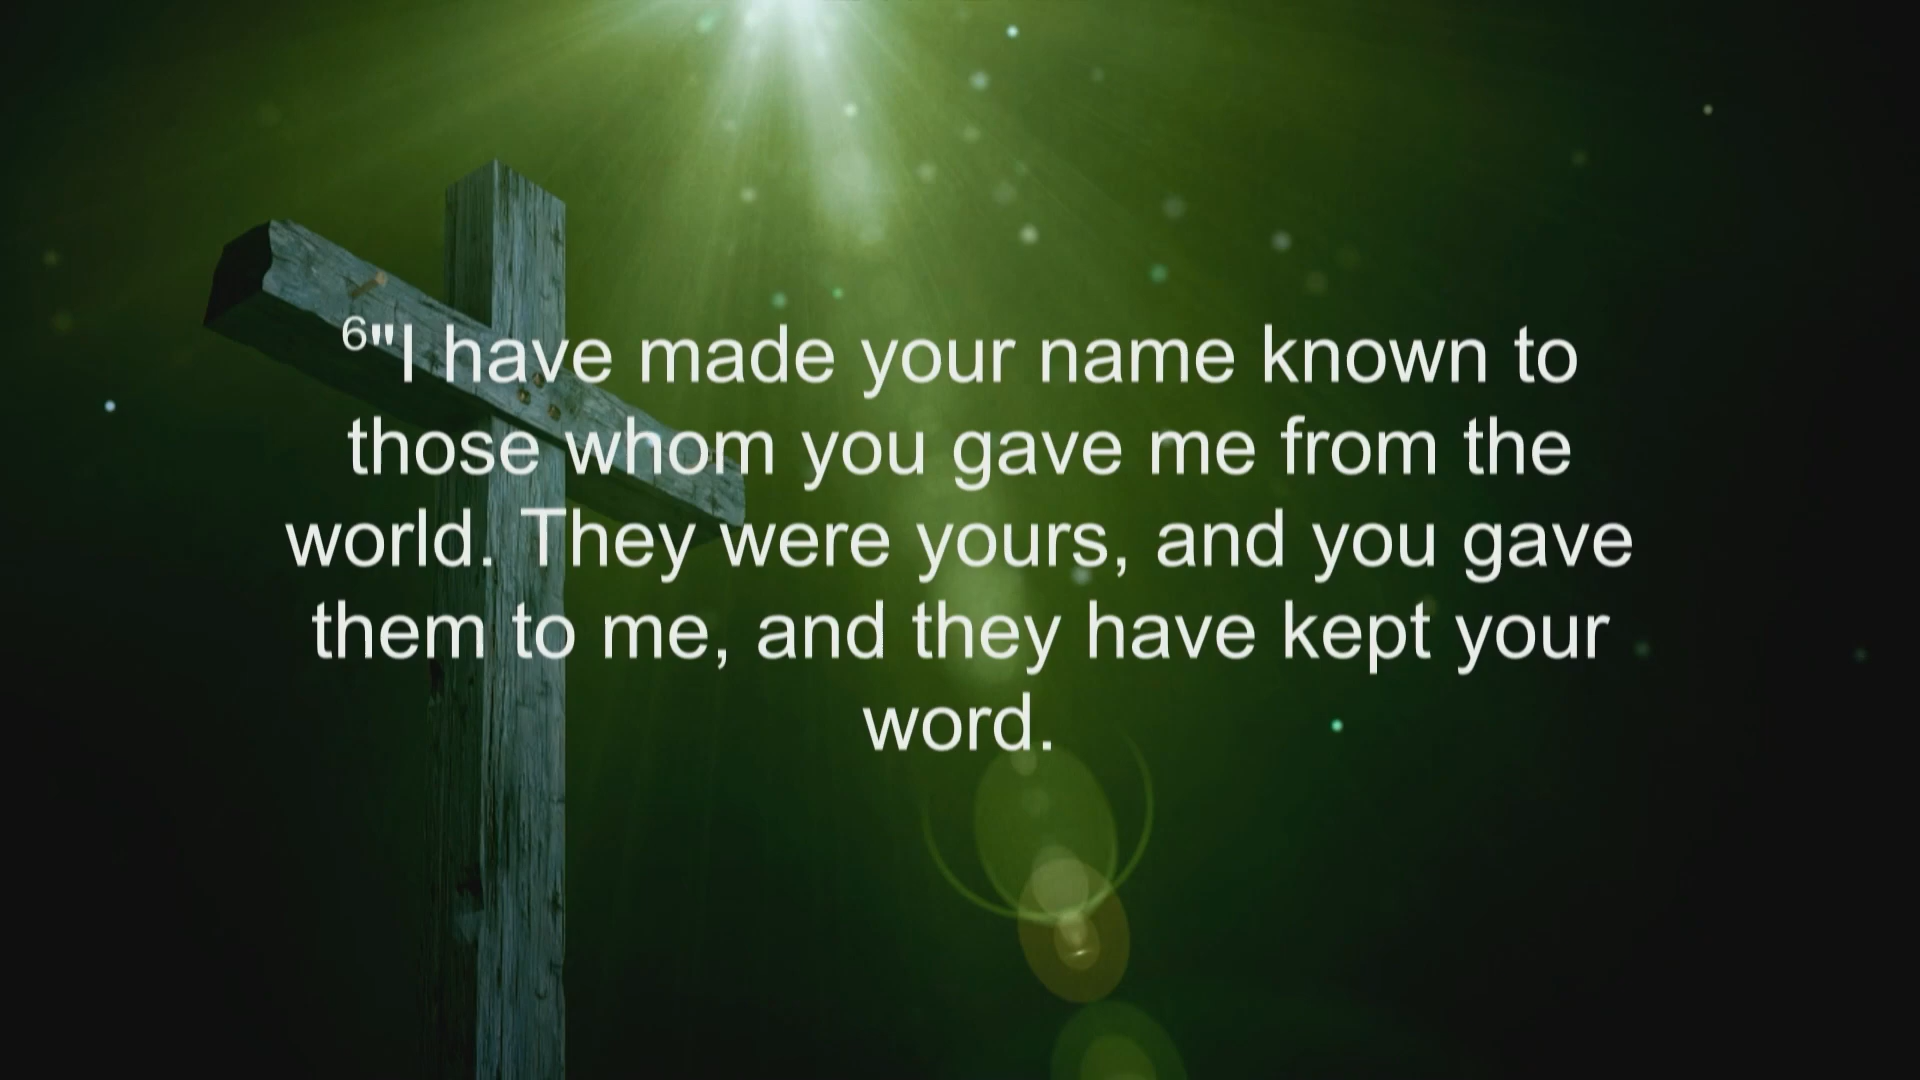 ⁶"I have made your name known to
those whom you gave me from the
world. They were yours, and you gave
them to me, and they have kept your
word.